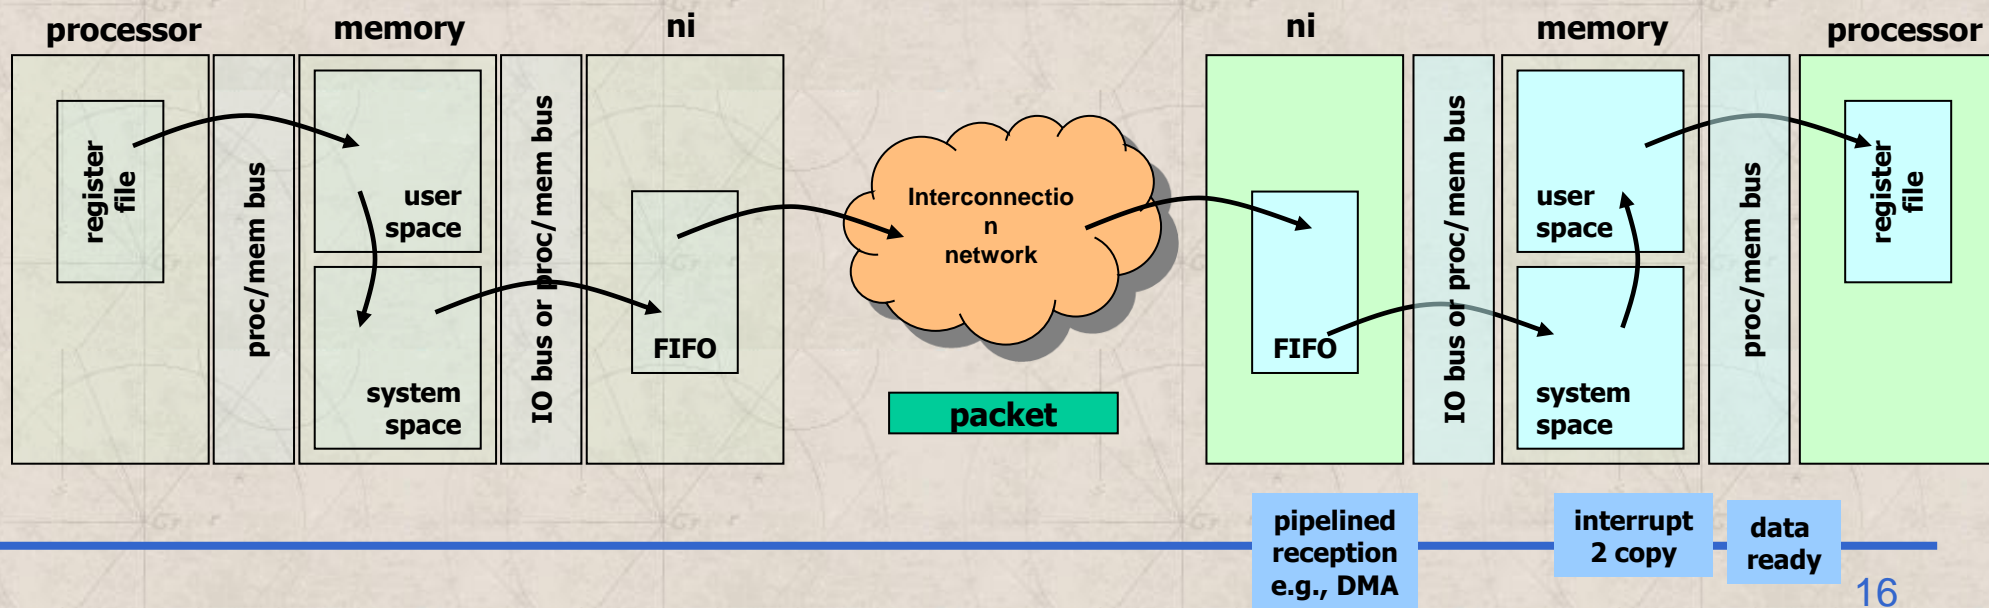 processor
memory
ni
ni
memory
processor
register
file
proc/mem bus
user
space
system
space
IO bus or proc/mem bus
FIFO
Interconnectio
n
network
packet
FIFO
IO bus or proc/mem bus
user
space
system
space
proc/mem bus
register
file
pipelined
reception
e.g., DMA
interrupt
2 copy
data
ready
16